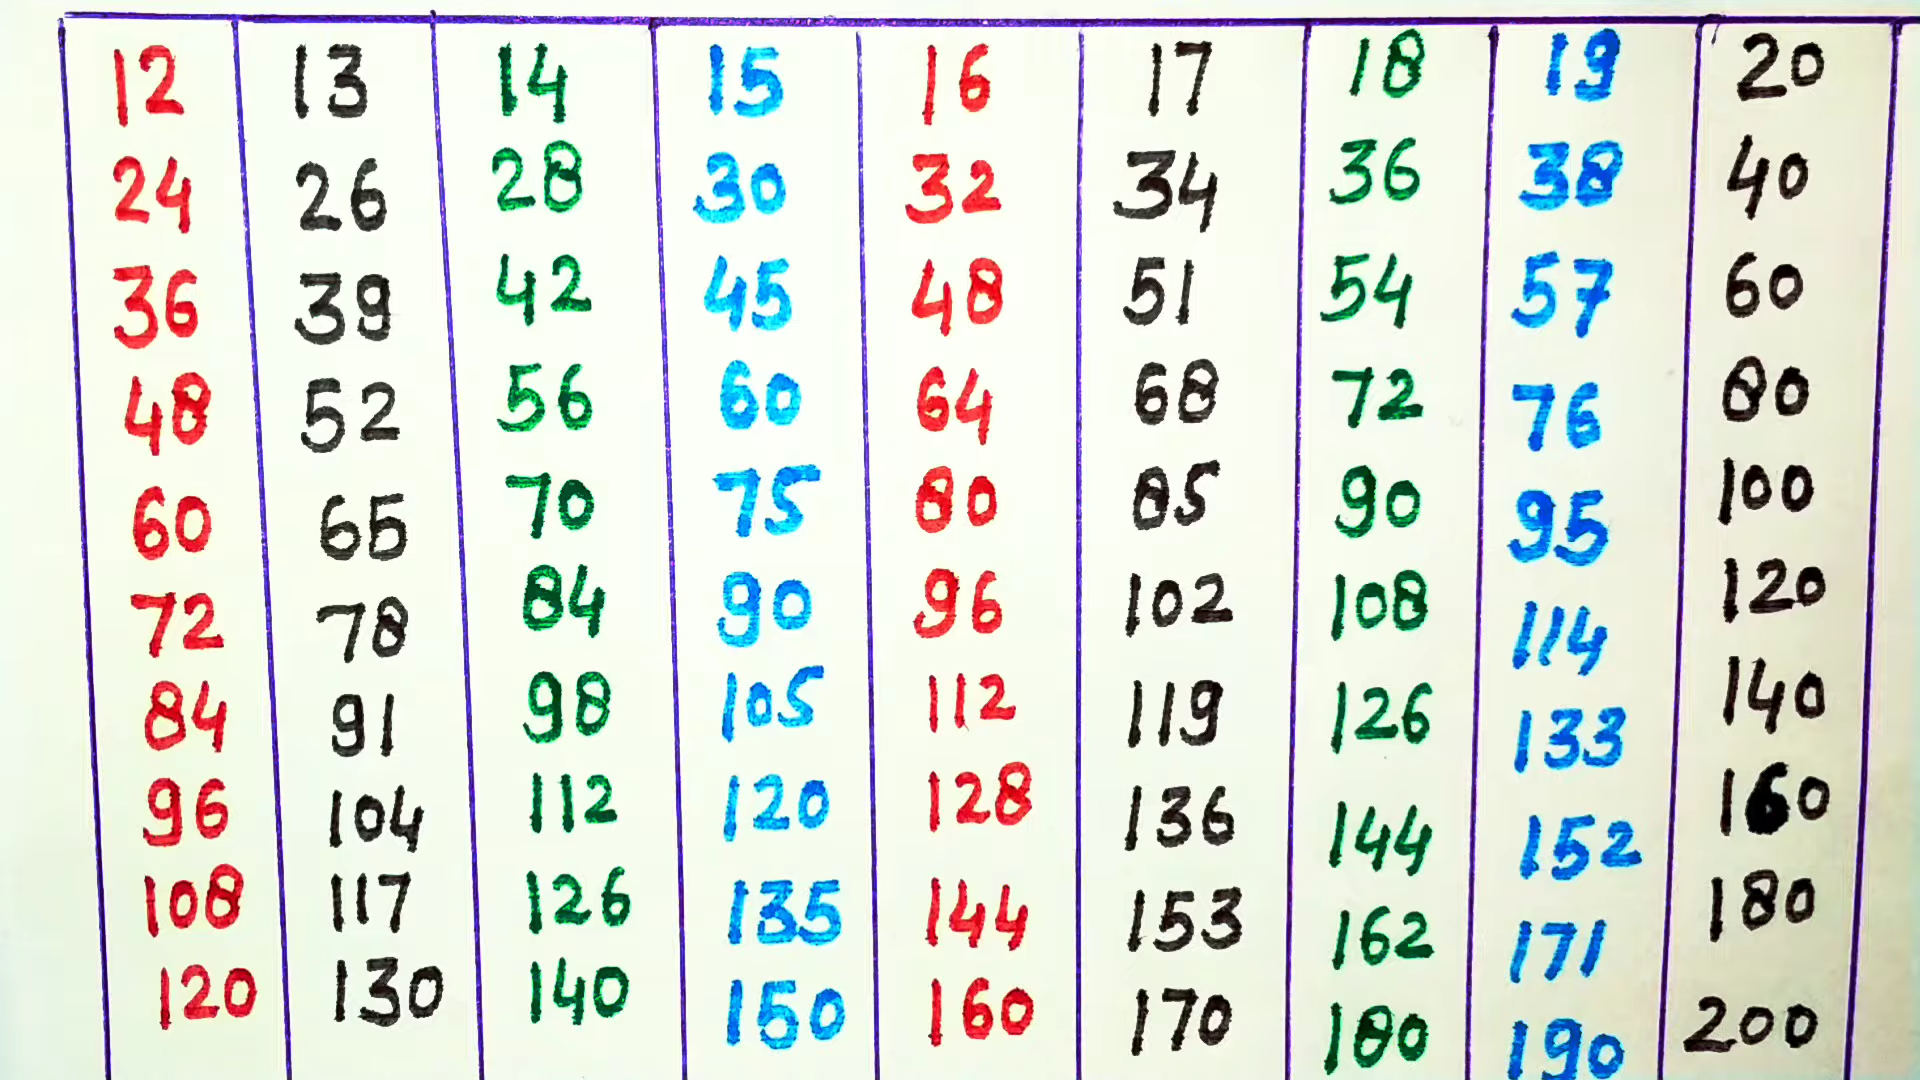 12 13 14 15 16 17 18 19 20
24 26 28 30 32 34 36 38 40
36 39 42 45 48 51 54 57 60
48 52 56 60 64 68 72 76 80
60 65 70 75 80 85 90 95 100
72 78 84 90 96 102 108 114 120
84 91 98 105 112 119 126 133 140
96 104 112 120 128 136 144 152 160
108 117 126 135 144 153 162 171 180
120 130 140 150 160 170 180 190 200